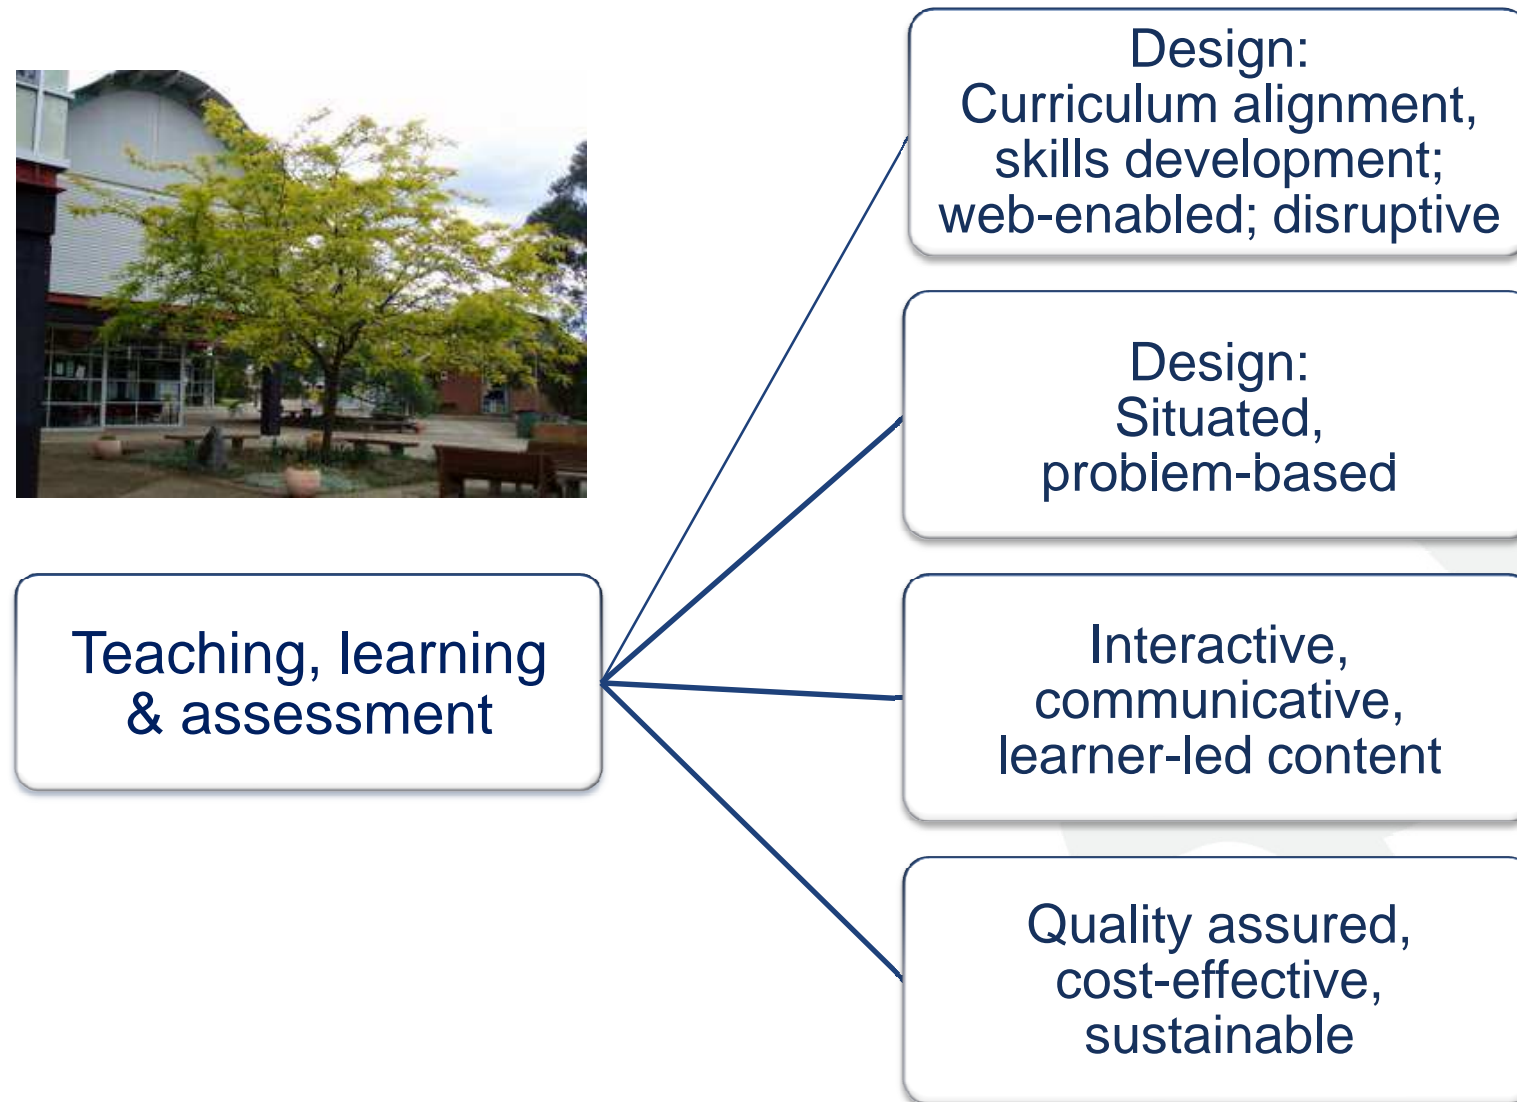 Design:
Curriculum alignment,
skills development;
web-enabled; disruptive
Design:
Situated,
problem-based
Teaching, learning
& assessment
Interactive,
communicative,
learner-led content
Quality assured,
cost-effective,
sustainable